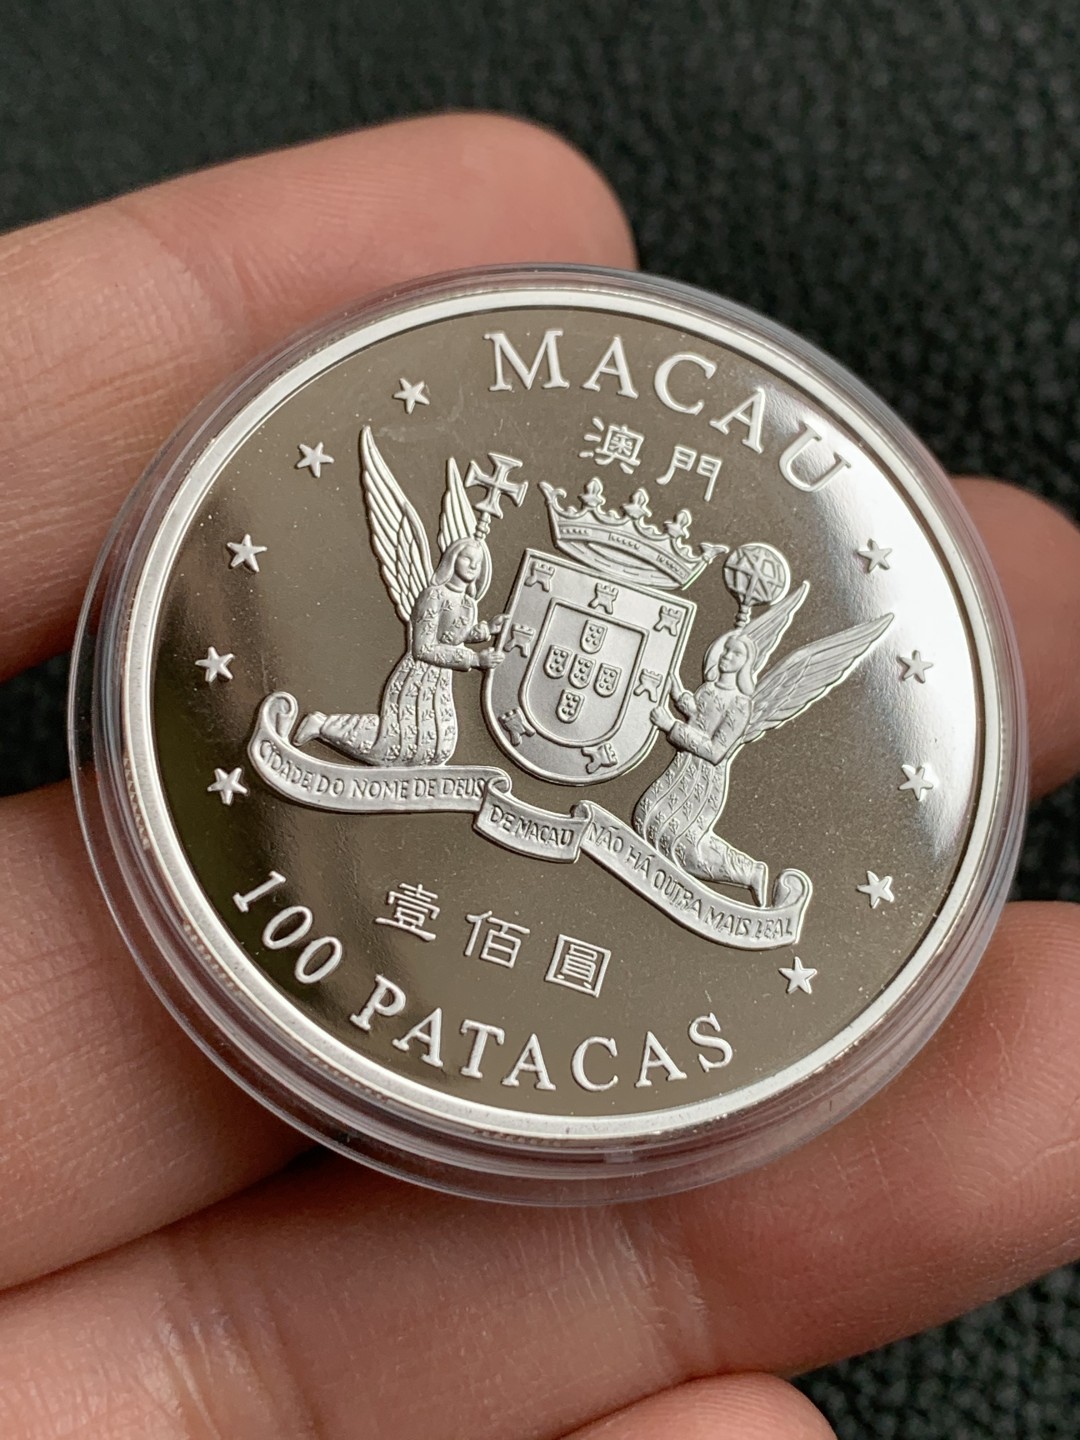 MACAU
澳門
CIDADE DO NOME DE DEUS
DE MACAU
NÃO HÁ OUTRA MAIS LEAL
壹佰圓
100 PATACAS